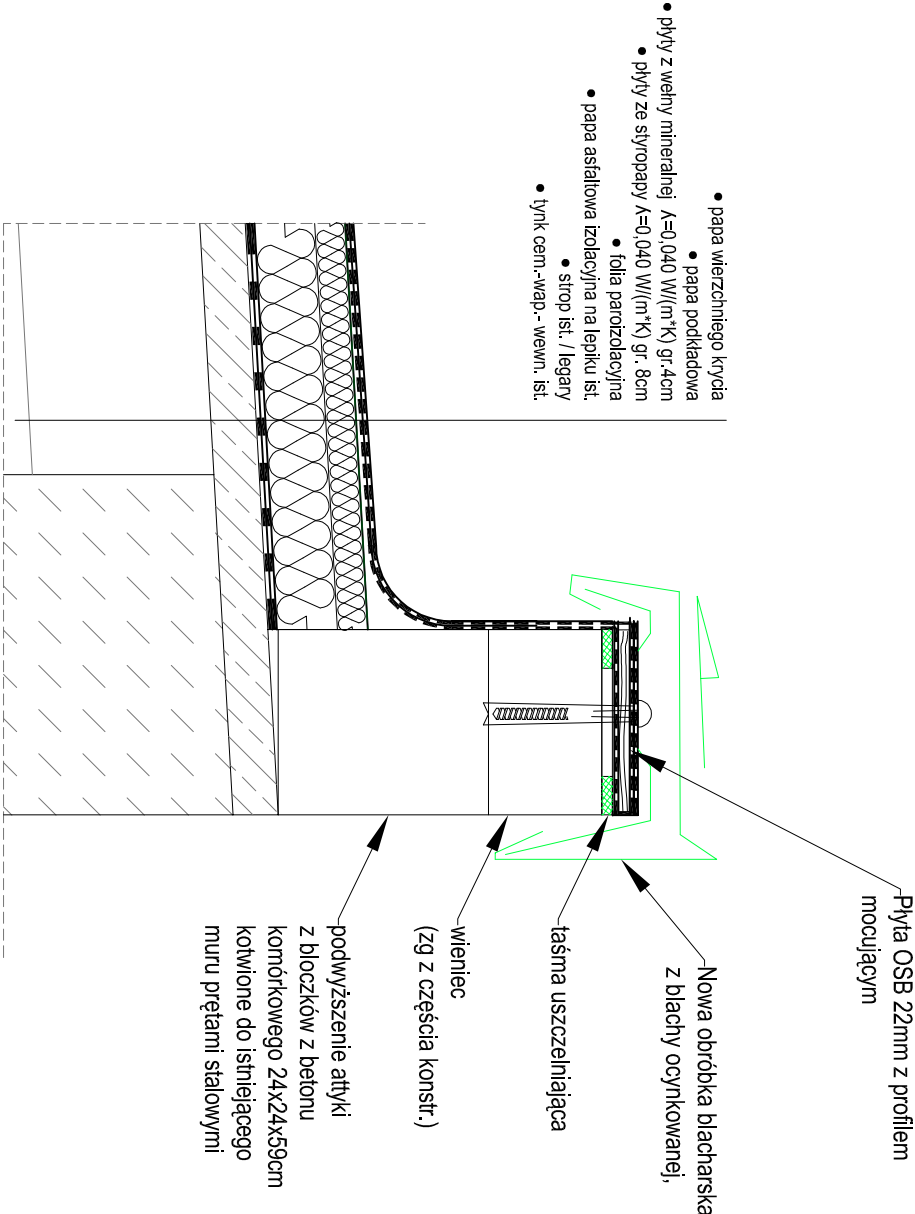 • papa wierzchniego krycia
• papa podkładowa
• płyty z wełny mineralnej Λ=0,040 W/(m*K) gr.4cm
• płyty ze styropapy Λ=0,040 W/(m*K) gr. 8cm
• folia paroizolacyjna
• papa asfaltowa izolacyjna na lepiku ist.
• strop ist. / legary
• tynk cem.-wap.- wewn. ist.
Płyta OSB 22mm z profilem
mocującym
Nowa obróbka blacharska
z blachy ocynkowanej,
taśma uszczelniająca
wieniec
(zg z częścia konstr.)
podwyższenie attyki
z bloczków z betonu
komórkowego 24x24x59cm
kotwione do istniejącego
muru prętami stalowymi